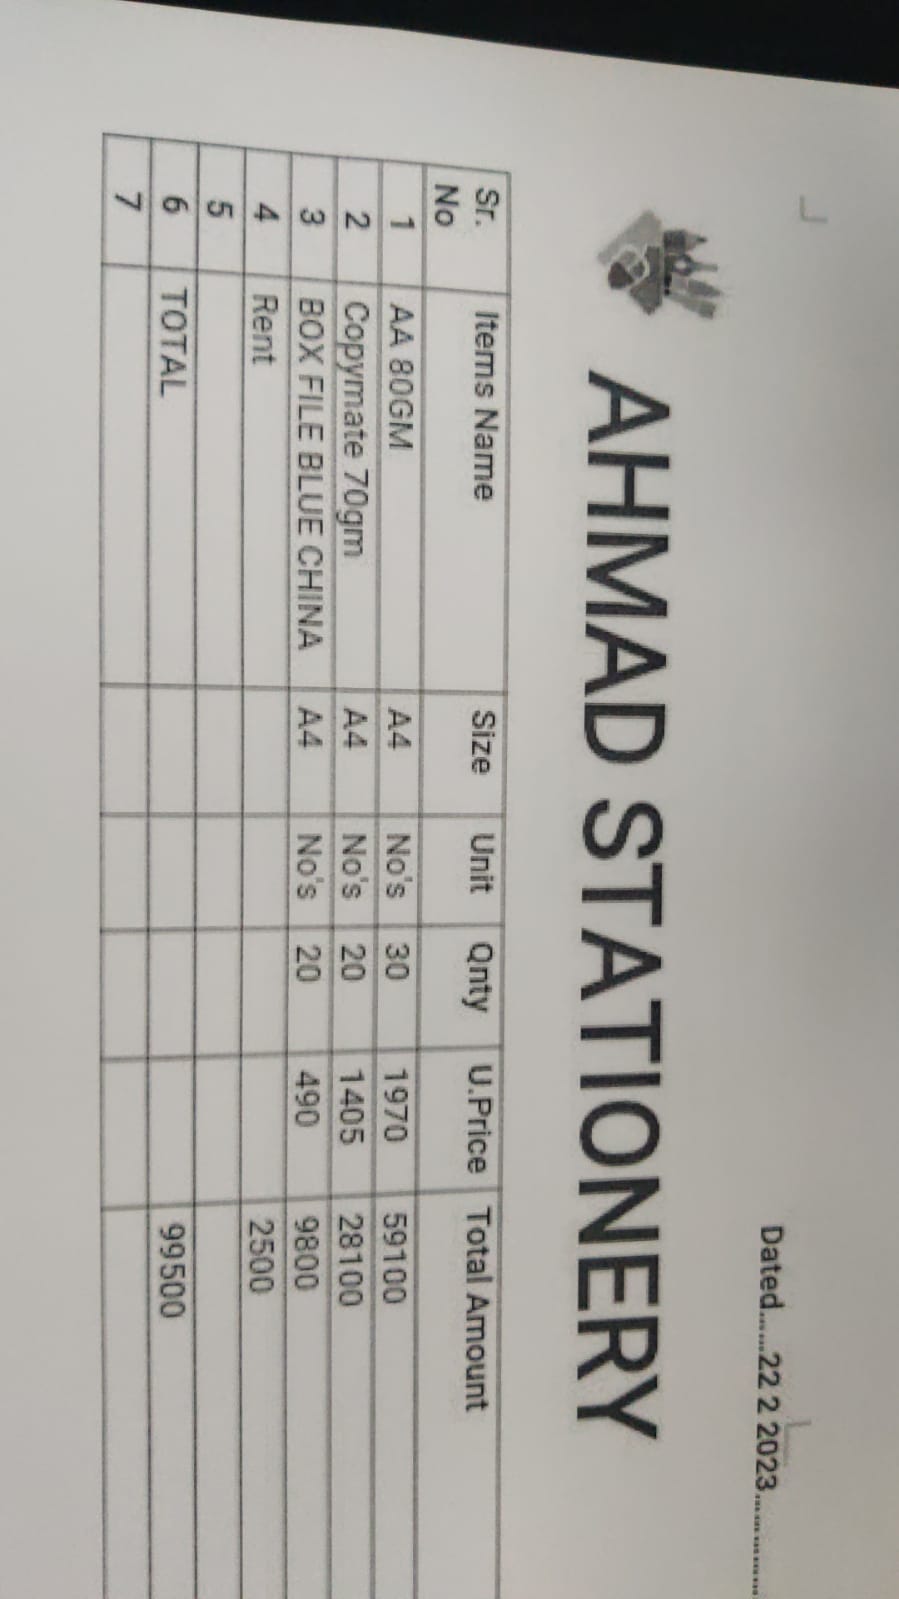 Dated......22 2 2023..............
AHMAD STATIONERY
Sr. No Items Name Size Unit Qnty U.Price Total Amount
1 AA 80GM A4 No's 30 1970 59100
2 Copymate 70gm A4 No's 20 1405 28100
3 BOX FILE BLUE CHINA A4 No's 20 490 9800
4 Rent 2500
5
6 TOTAL 99500
7